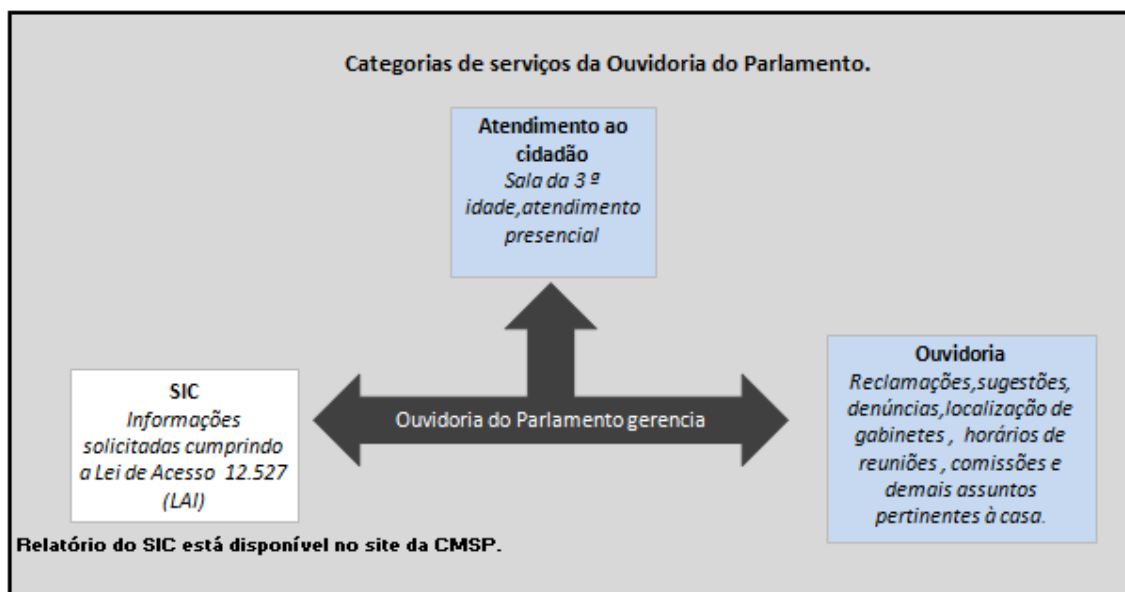 Categorias de serviços da Ouvidoria do Parlamento.
Atendimento ao
cidadão
Sala da 3 º
idade,atendimento
presencial
SIC
Informações
solicitadas cumprindo
a Lei de Acesso 12.527
(LAI)
Ouvidoria do Parlamento gerencia
Ouvidoria
Reclamações,sugestões,
denúncias,localização de
gabinetes , horários de
reuniões , comissões e
demais assuntos
pertinentes à casa.
Relatório do SIC está disponível no site da CMSP.